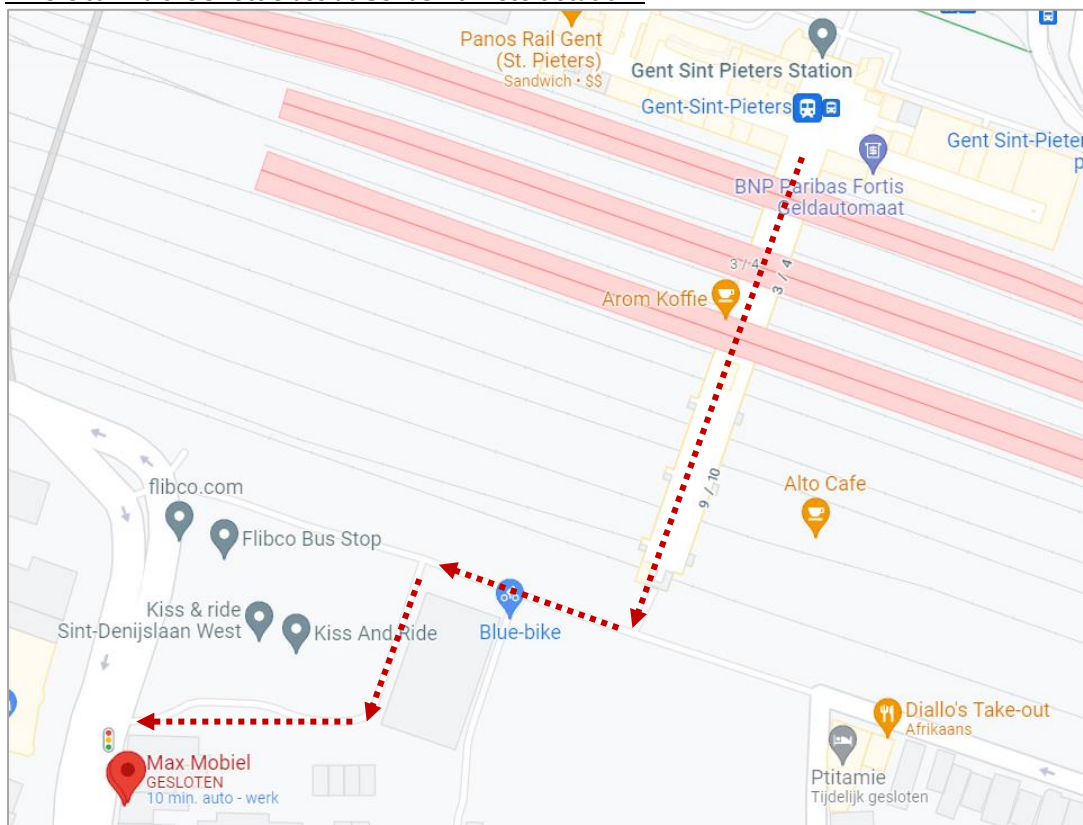 Panos Rail Gent
(St. Pieters)
Sandwich • $$
Gent Sint Pieters Station
Gent-Sint-Pieters
Gent Sint-Pieter
p
BNP Paribas Fortis
Geldautomaat
3 / 4
3 / 4
Arom Koffie
9 / 10
Alto Cafe
flibco.com
Flibco Bus Stop
Kiss & ride
Sint-Denijslaan West
Kiss And Ride
Blue-bike
Diallo's Take-out
Afrikaans
Max Mobiel
GESLOTEN
10 min. auto - werk
Ptitamie
Tijdelijk gesloten